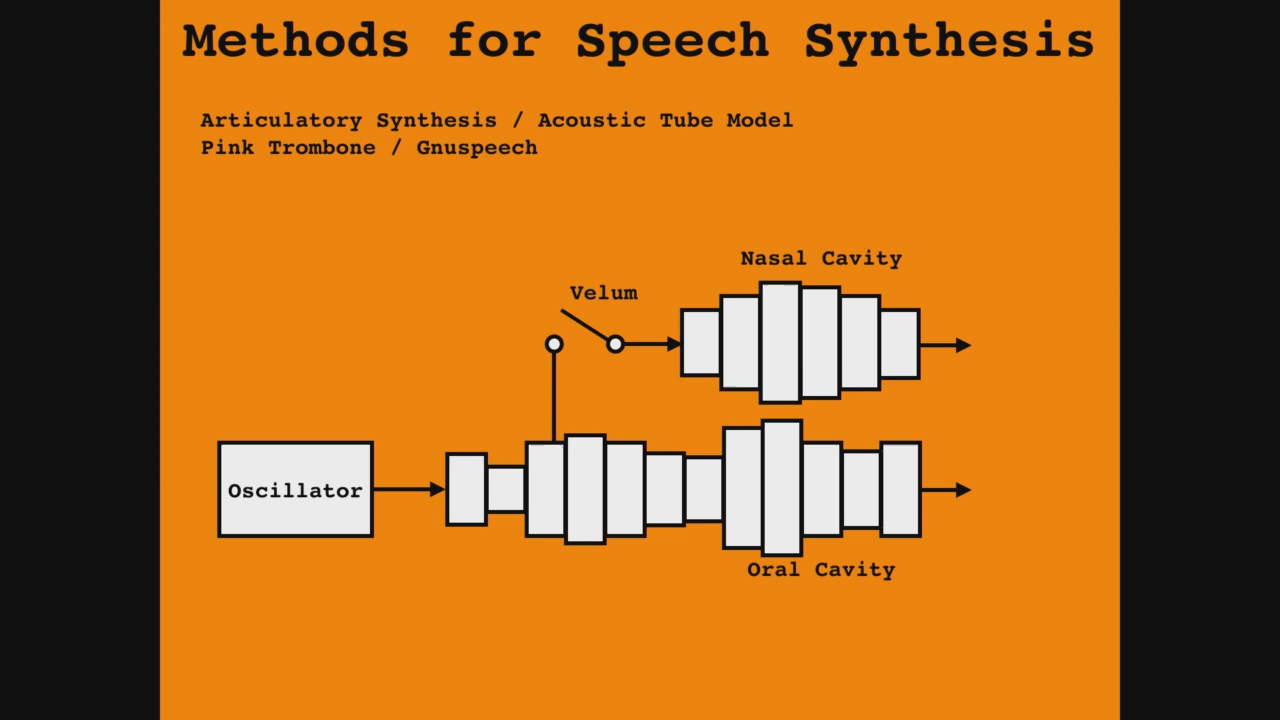 Methods for Speech Synthesis
Articulatory Synthesis / Acoustic Tube Model
Pink Trombone / Gnuspeech
Nasal Cavity
Velum
Oscillator
Oral Cavity